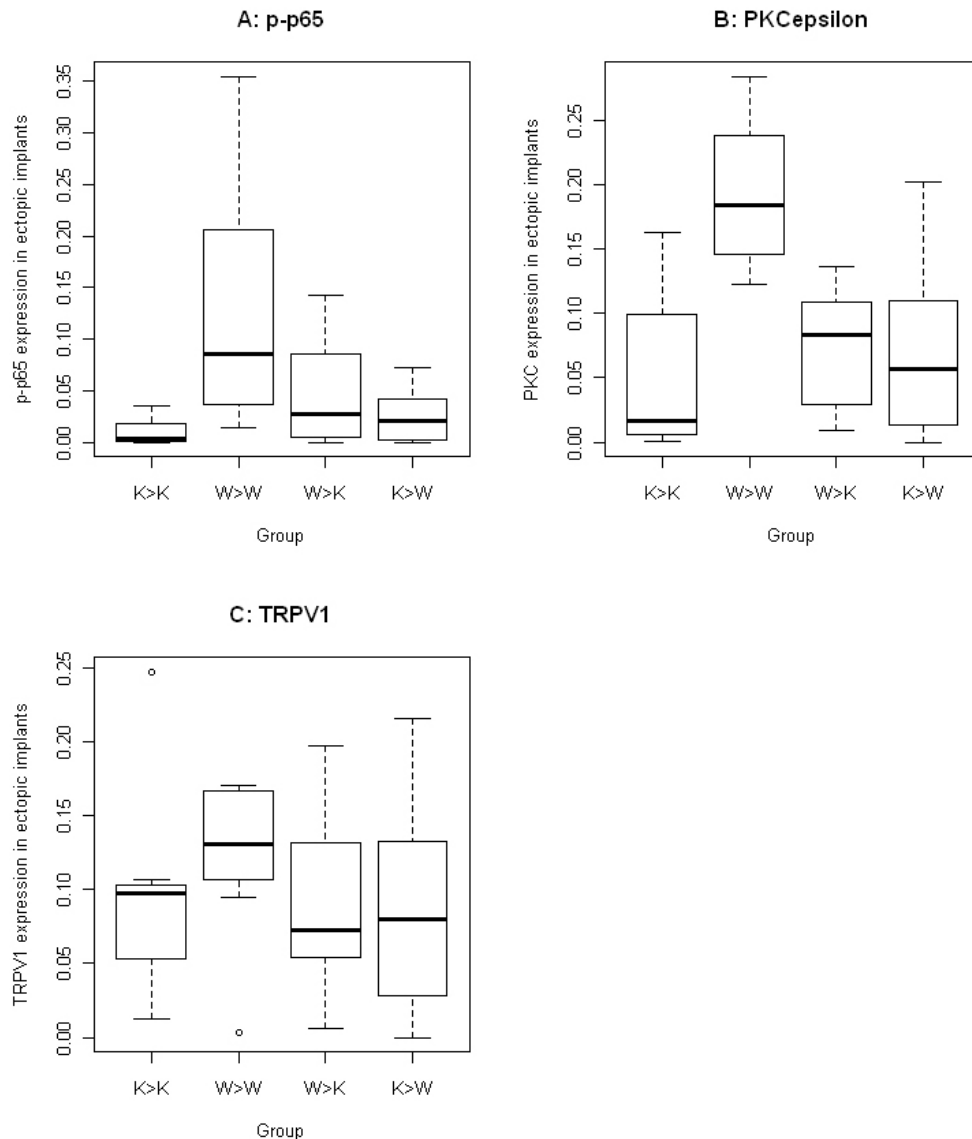 A: p-p65
p-p65 expression in ectopic implants
0.35
0.30
0.25
0.20
0.15
0.10
0.05
0.00
K>K W>W W>K K>W
Group
B: PKCepsilon
PKC expression in ectopic implants
0.25
0.20
0.15
0.10
0.05
0.00
K>K W>W W>K K>W
Group
C: TRPV1
TRPV1 expression in ectopic implants
0.25
0.20
0.15
0.10
0.05
0.00
K>K W>W W>K K>W
Group